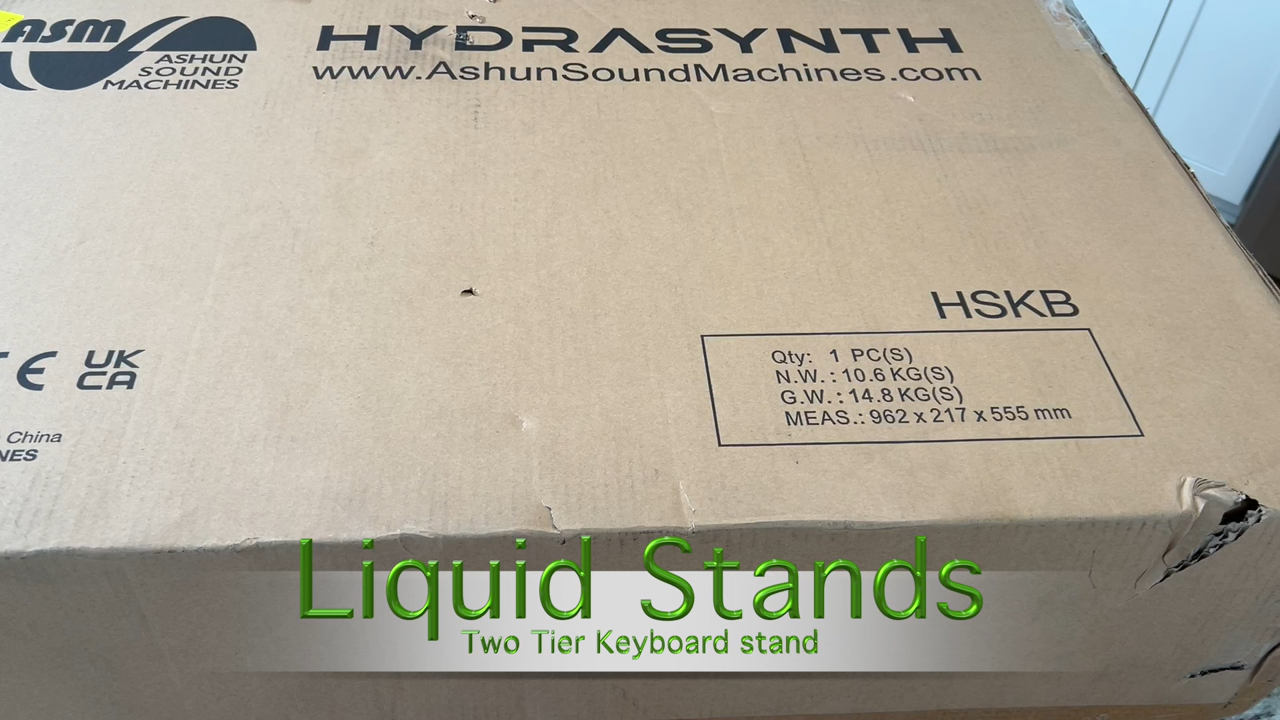 ASM
ASHUN
SOUND
MACHINES
HYDRASYNTH
www.AshunSoundMachines.com
HSKB
Qty: 1 PC(S)
N.W.: 10.6 KG(S)
G.W.: 14.8 KG(S)
MEAS.: 962 x 217 x 555 mm
CE UK
CA
China
NES
Liquid Stands
Two Tier Keyboard stand